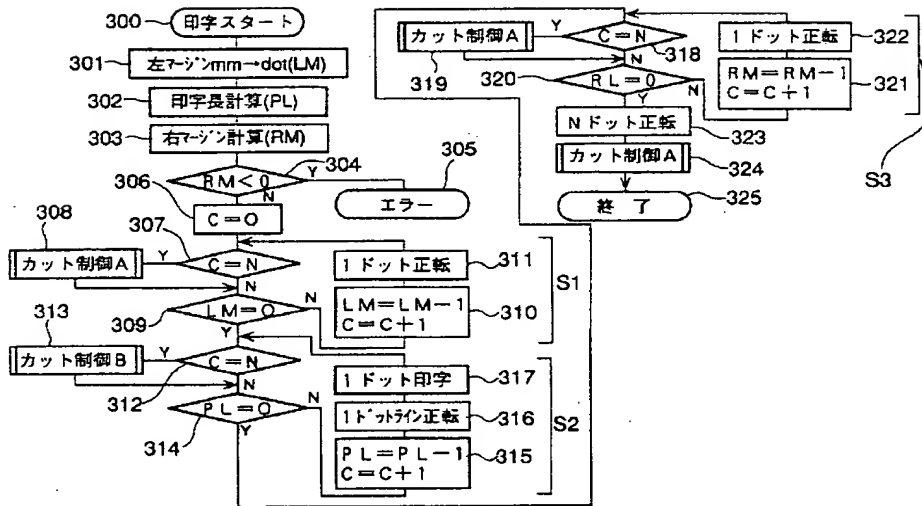 300
印字スタート
301
左マージンmm→dot(LM)
302
印字長計算(PL)
303
右マージン計算(RM)
304
RM<0
Y
N
305
エラー
306
C=0
307
C=N
Y
N
308
カット制御A
309
LM=0
N
Y
310
LM=LM-1
C=C+1
311
1ドット正転
S1
312
C=N
Y
N
313
カット制御B
314
PL=0
N
Y
315
PL=PL-1
C=C+1
316
1ドットライン正転
317
1ドット印字
S2
318
C=N
Y
N
319
カット制御A
320
RL=0
N
Y
321
RM=RM-1
C=C+1
322
1ドット正転
S3
323
Nドット正転
324
カット制御A
325
終了